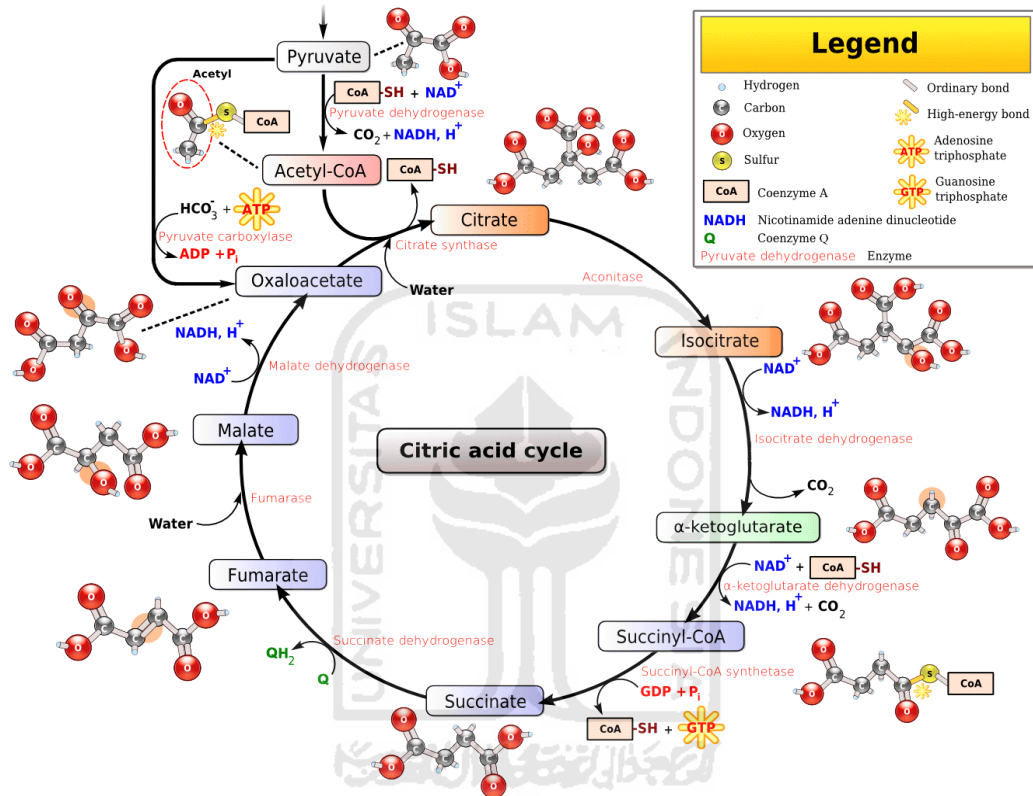 Pyruvate
Acetyl
CoA -SH + NAD+
Pyruvate dehydrogenase
CO2 + NADH, H+
S CoA
Acetyl-CoA
CoA -SH
HCO3- + ATP
Pyruvate carboxylase
ADP + Pi
Citrate
Citrate synthase
Water
Oxaloacetate
Aconitase
Isocitrate
NAD+
NADH, H+
Isocitrate dehydrogenase
CO2
α-ketoglutarate
NAD+ + CoA -SH
α-ketoglutarate dehydrogenase
NADH, H+ + CO2
Succinyl-CoA
Succinyl-CoA synthetase
GDP + Pi
CoA -SH + GTP
S CoA
Succinate
Succinate dehydrogenase
QH2
Q
Fumarate
Fumarase
Water
Malate
Malate dehydrogenase
NAD+
NADH, H+
Citric acid cycle
Legend
Hydrogen
C Carbon
O Oxygen
S Sulfur
CoA Coenzyme A
Ordinary bond
High-energy bond
ATP Adenosine
triphosphate
GTP Guanosine
triphosphate
NADH Nicotinamide adenine dinucleotide
Q Coenzyme Q
Pyruvate dehydrogenase Enzyme
UNIVERSITAS
ISLAM
INDONESIA